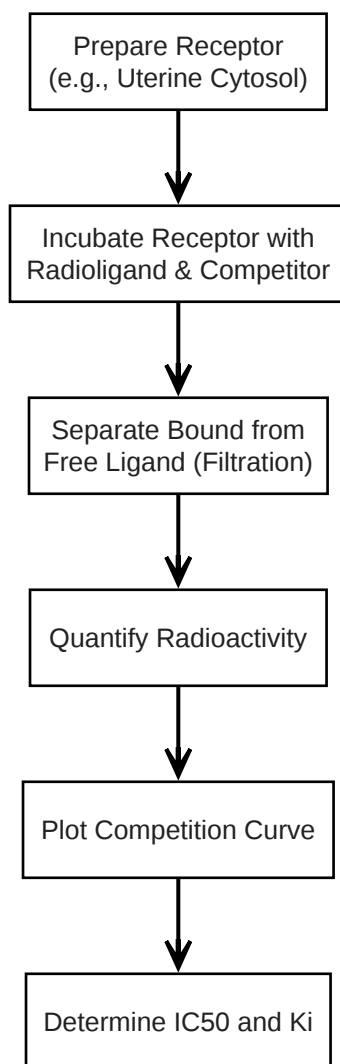 Prepare Receptor
(e.g., Uterine Cytosol)
Incubate Receptor with
Radioligand & Competitor
Separate Bound from
Free Ligand (Filtration)
Quantify Radioactivity
Plot Competition Curve
Determine IC50 and Ki